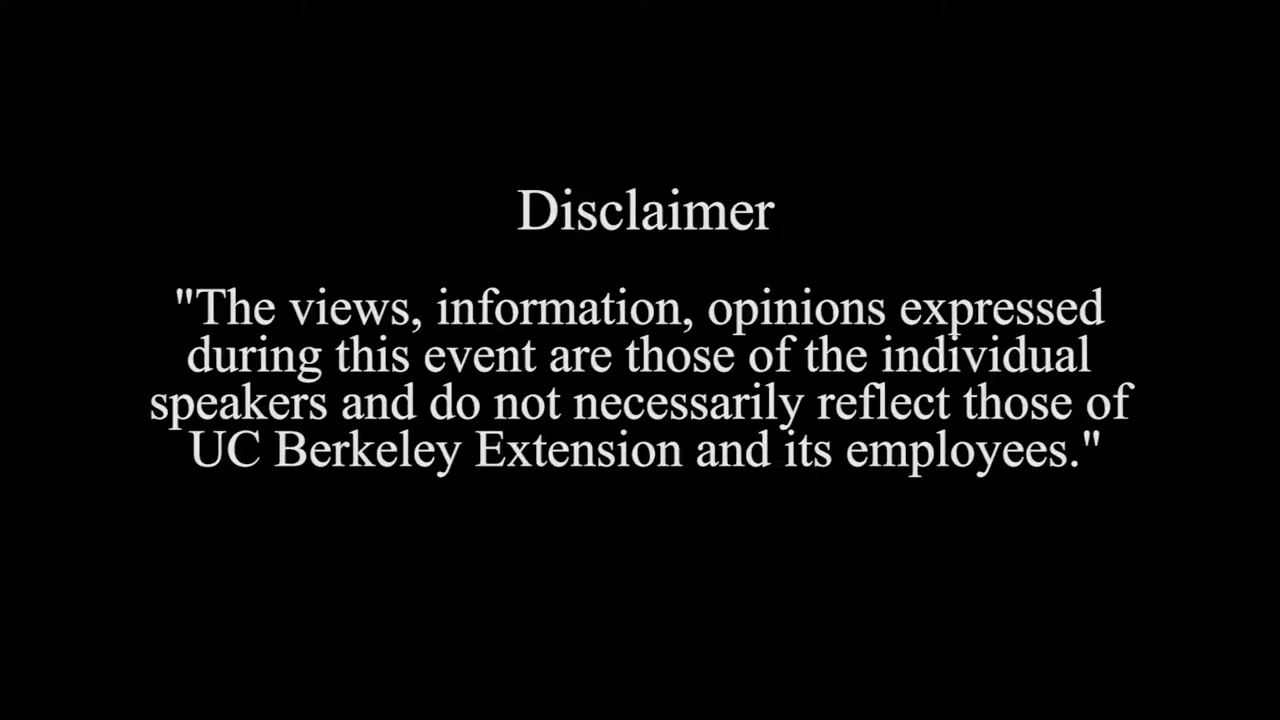 Disclaimer
"The views, information, opinions expressed
during this event are those of the individual
speakers and do not necessarily reflect those of
UC Berkeley Extension and its employees."